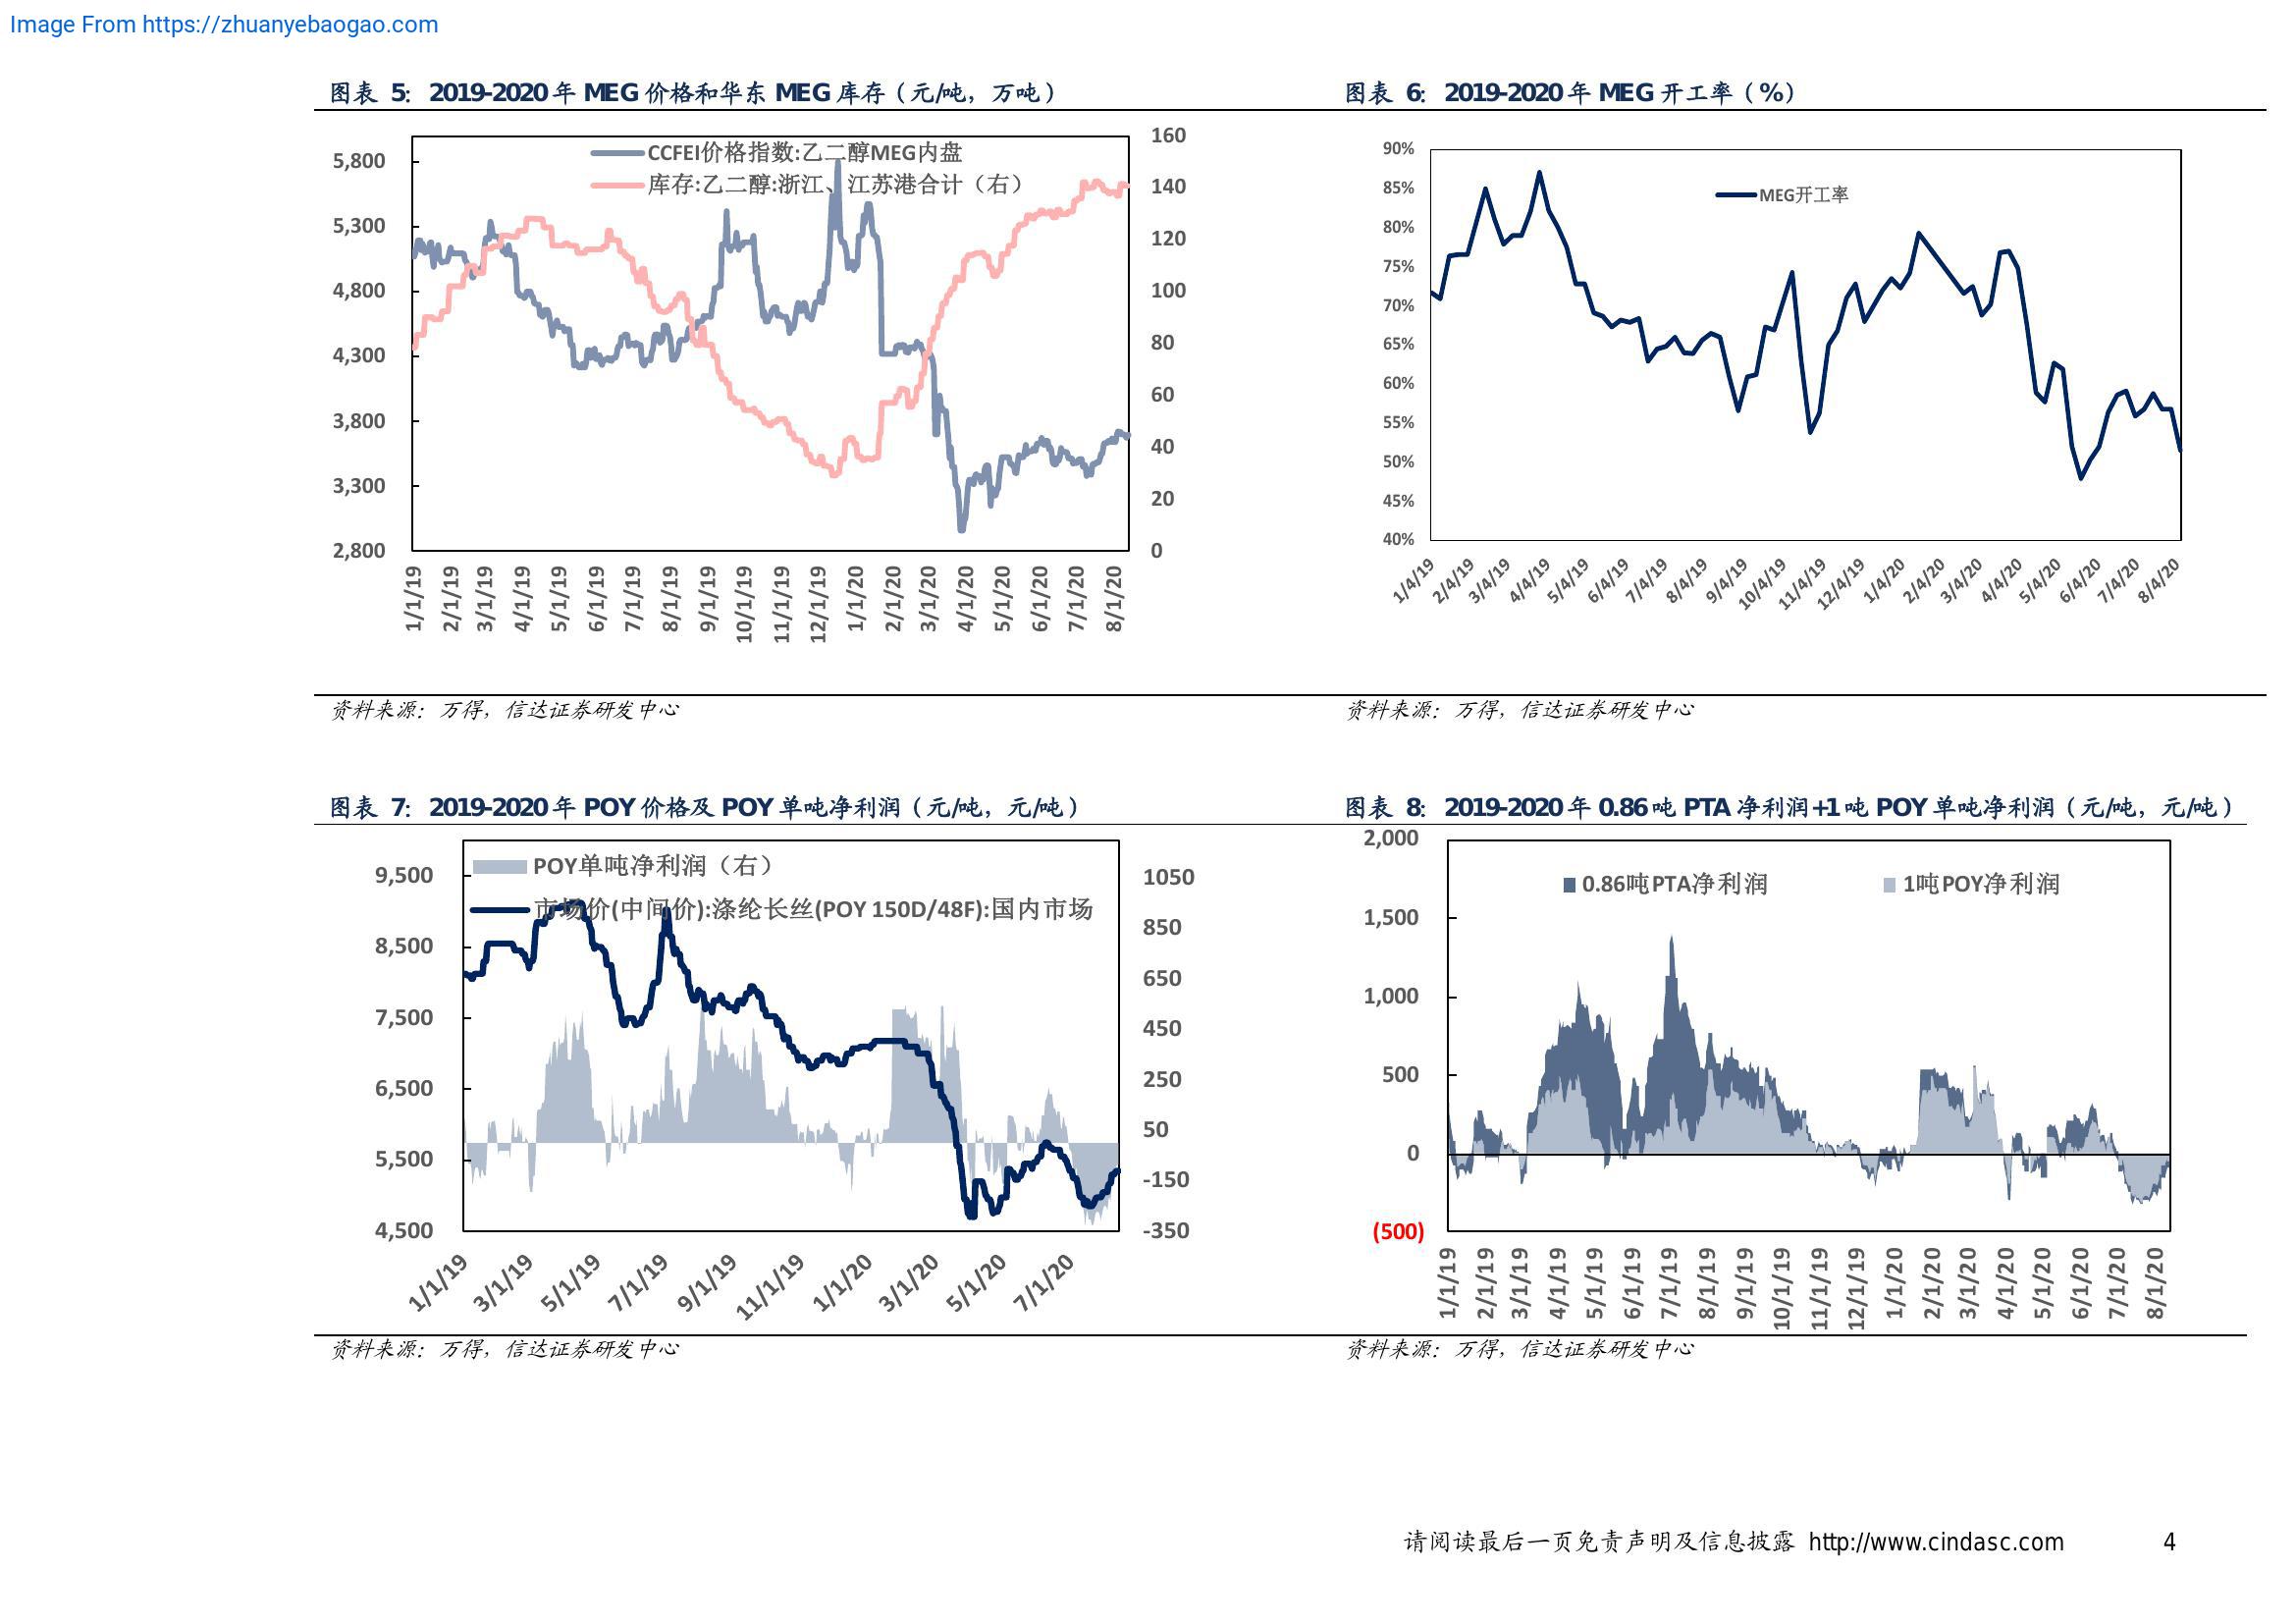 Image From https://zhuanyebaogao.com
图表 5: 2019-2020 年 MEG 价格和华东 MEG 库存（元/吨，万吨）
CCFEI价格指数:乙二醇MEG内盘
库存:乙二醇:浙江、江苏港合计（右）
5,800
5,300
4,800
4,300
3,800
3,300
2,800
160
140
120
100
80
60
40
20
0
1/1/19 2/1/19 3/1/19 4/1/19 5/1/19 6/1/19 7/1/19 8/1/19 9/1/19 10/1/19 11/1/19 12/1/19 1/1/20 2/1/20 3/1/20 4/1/20 5/1/20 6/1/20 7/1/20 8/1/20
资料来源：万得，信达证券研发中心
图表 6: 2019-2020 年 MEG 开工率（%）
MEG开工率
90%
85%
80%
75%
70%
65%
60%
55%
50%
45%
40%
1/4/19 2/4/19 3/4/19 4/4/19 5/4/19 6/4/19 7/4/19 8/4/19 9/4/19 10/4/19 11/4/19 12/4/19 1/4/20 2/4/20 3/4/20 4/4/20 5/4/20 6/4/20 7/4/20 8/4/20
资料来源：万得，信达证券研发中心
图表 7: 2019-2020 年 POY 价格及 POY 单吨净利润（元/吨，元/吨）
POY单吨净利润（右）
市场价(中间价):涤纶长丝(POY 150D/48F):国内市场
9,500
8,500
7,500
6,500
5,500
4,500
1050
850
650
450
250
50
-150
-350
1/1/19 3/1/19 5/1/19 7/1/19 9/1/19 11/1/19 1/1/20 3/1/20 5/1/20 7/1/20
资料来源：万得，信达证券研发中心
图表 8: 2019-2020 年 0.86 吨 PTA 净利润+1 吨 POY 单吨净利润（元/吨，元/吨）
0.86吨PTA净利润 1吨POY净利润
2,000
1,500
1,000
500
0
(500)
1/1/19 2/1/19 3/1/19 4/1/19 5/1/19 6/1/19 7/1/19 8/1/19 9/1/19 10/1/19 11/1/19 12/1/19 1/1/20 2/1/20 3/1/20 4/1/20 5/1/20 6/1/20 7/1/20 8/1/20
资料来源：万得，信达证券研发中心
请阅读最后一页免责声明及信息披露 http://www.cindasc.com 4